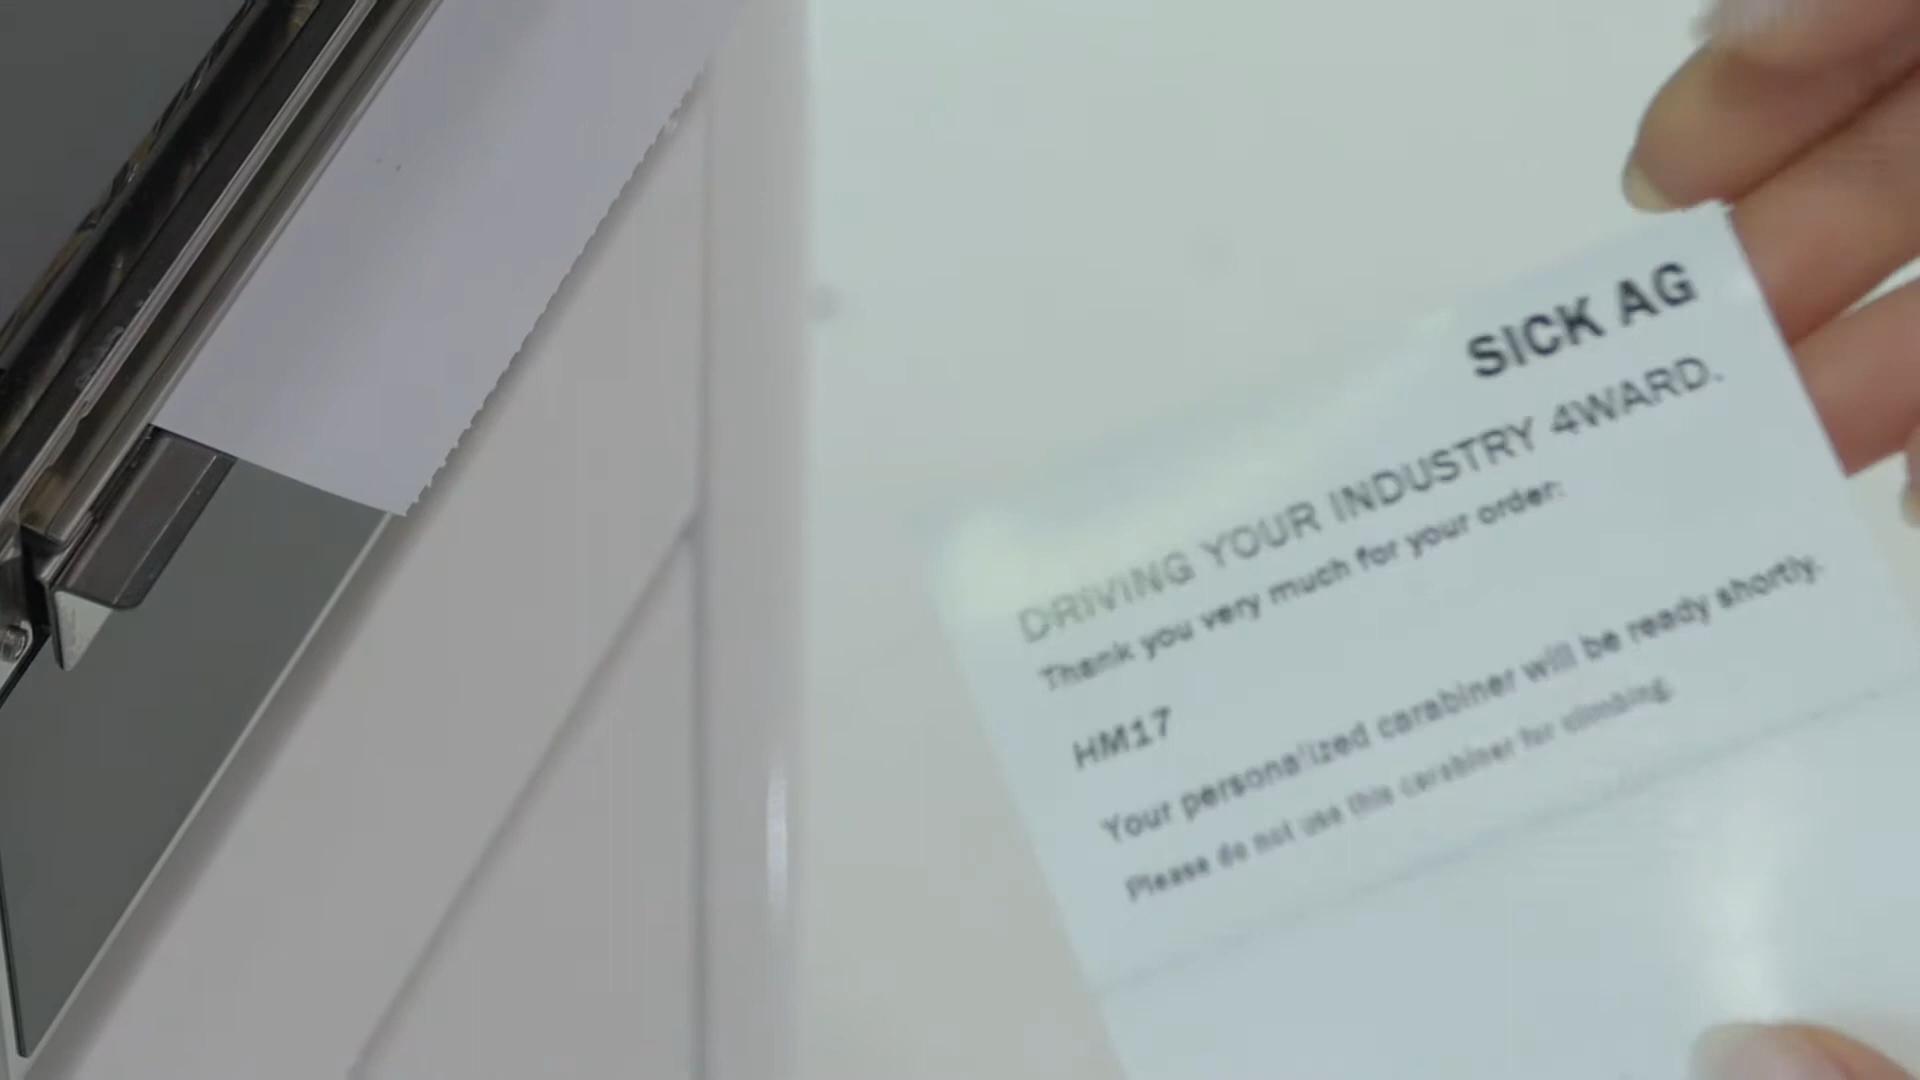 SICK AG
DRIVING YOUR INDUSTRY 4WARD.
Thank you very much for your order:
HM17
Your personalized carabiner will be ready shortly.
Please do not use this carabiner for climbing.